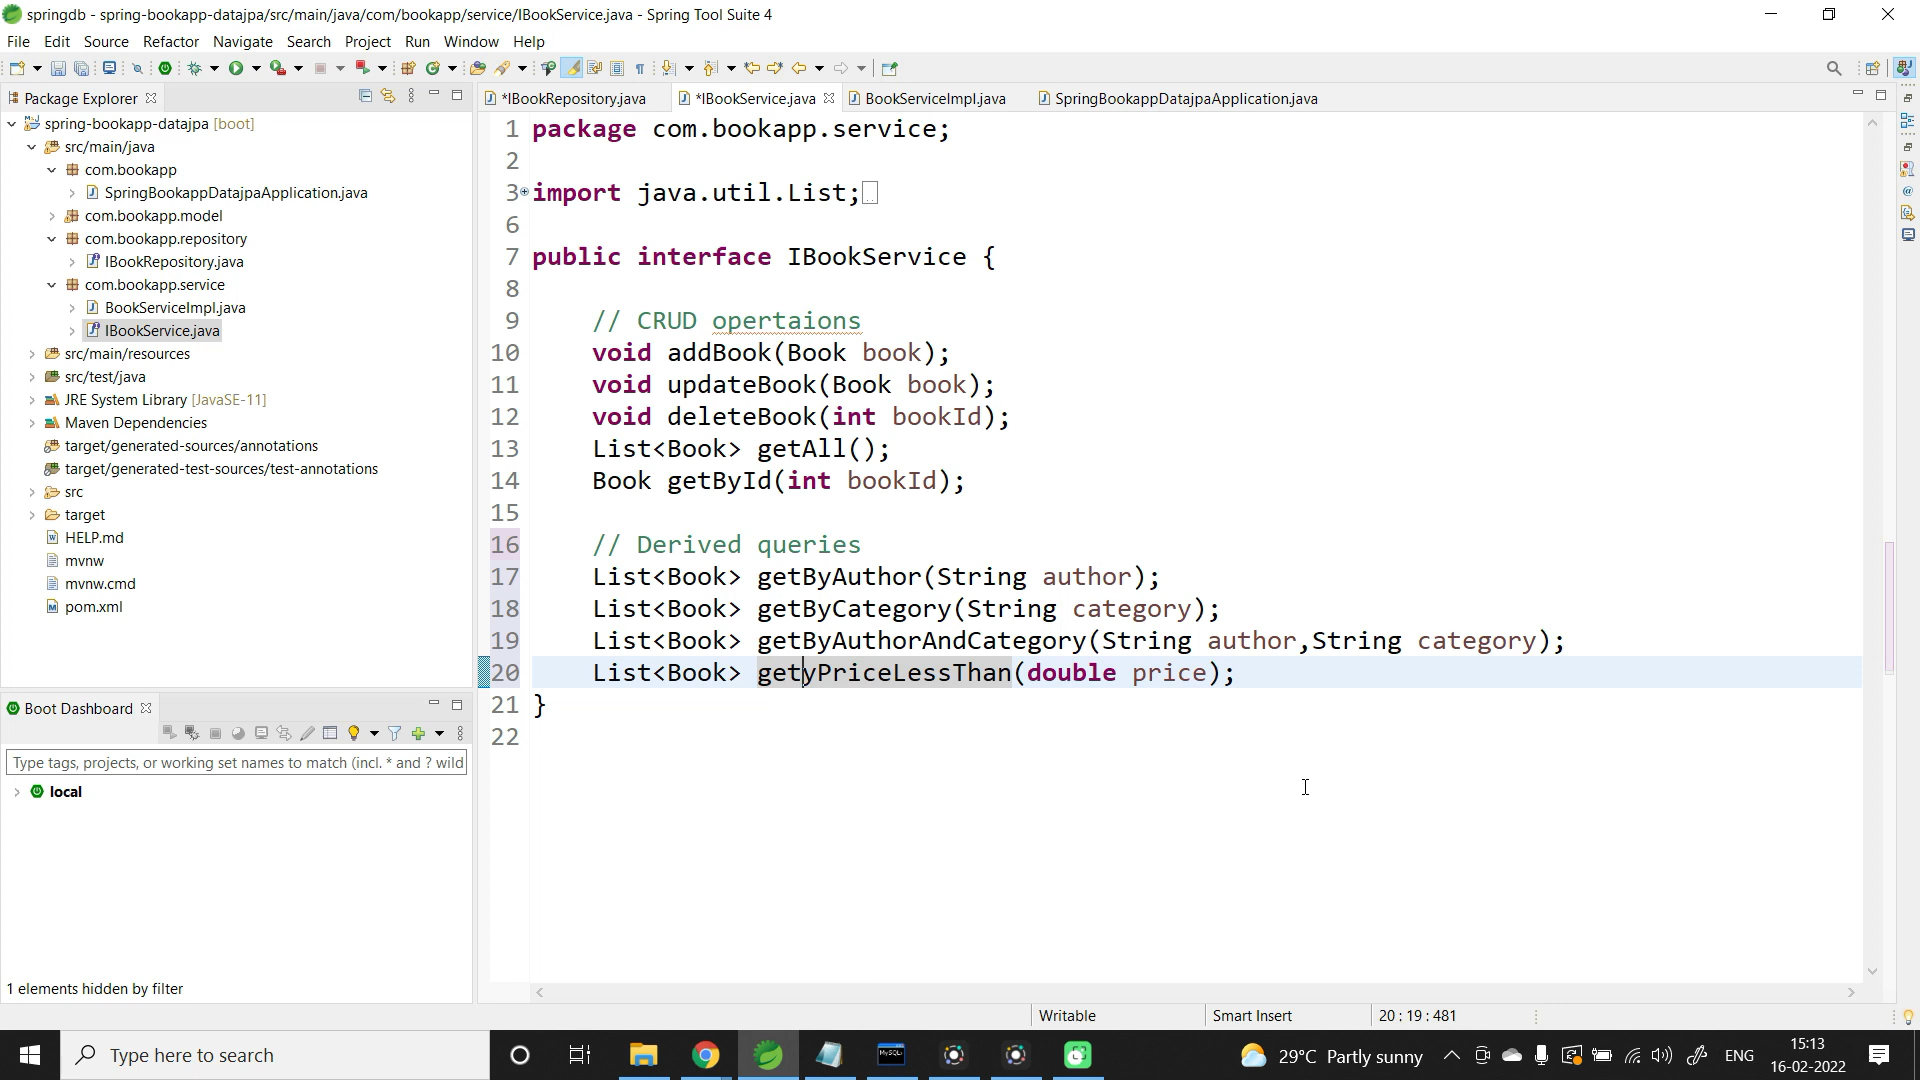 springdb - spring-bookapp-datajpa/src/main/java/com/bookapp/service/IBookService.java - Spring Tool Suite 4
File Edit Source Refactor Navigate Search Project Run Window Help
Package Explorer
spring-bookapp-datajpa [boot]
src/main/java
com.bookapp
SpringBookappDatajpaApplication.java
com.bookapp.model
com.bookapp.repository
IBookRepository.java
com.bookapp.service
BookServiceImpl.java
IBookService.java
src/main/resources
src/test/java
JRE System Library [JavaSE-11]
Maven Dependencies
target/generated-sources/annotations
target/generated-test-sources/test-annotations
src
target
HELP.md
mvnw
mvnw.cmd
pom.xml
Boot Dashboard
Type tags, projects, or working set names to match (incl. * and ? wild
local
1 elements hidden by filter
*IBookRepository.java *IBookService.java BookServiceImpl.java SpringBookappDatajpaApplication.java
1 package com.bookapp.service;
2
3 import java.util.List;
6
7 public interface IBookService {
8
9 // CRUD opertaions
10 void addBook(Book book);
11 void updateBook(Book book);
12 void deleteBook(int bookId);
13 List<Book> getAll();
14 Book getById(int bookId);
15
16 // Derived queries
17 List<Book> getByAuthor(String author);
18 List<Book> getByCategory(String category);
19 List<Book> getByAuthorAndCategory(String author,String category);
20 List<Book> getyPriceLessThan(double price);
21 }
22
Writable Smart Insert 20 : 19 : 481
Type here to search
MySQL
29°C Partly sunny
ENG
15:13
16-02-2022